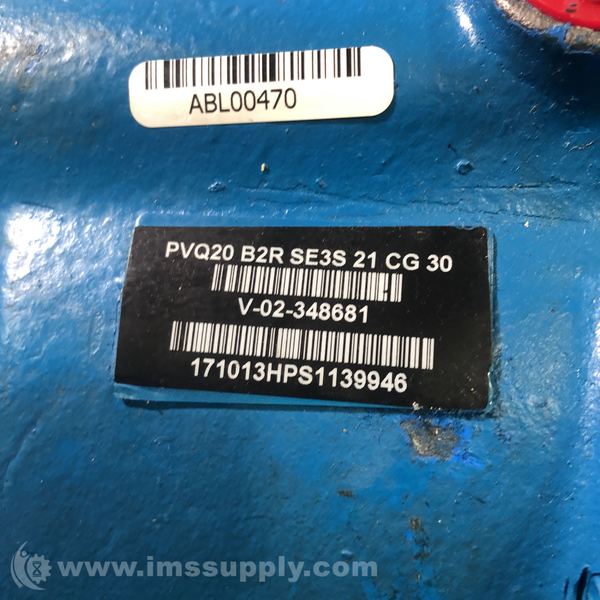 ABL00470
PVQ20 B2R SE3S 21 CG 30
V-02-348681
171013HPS1139946
www.imssupply.com